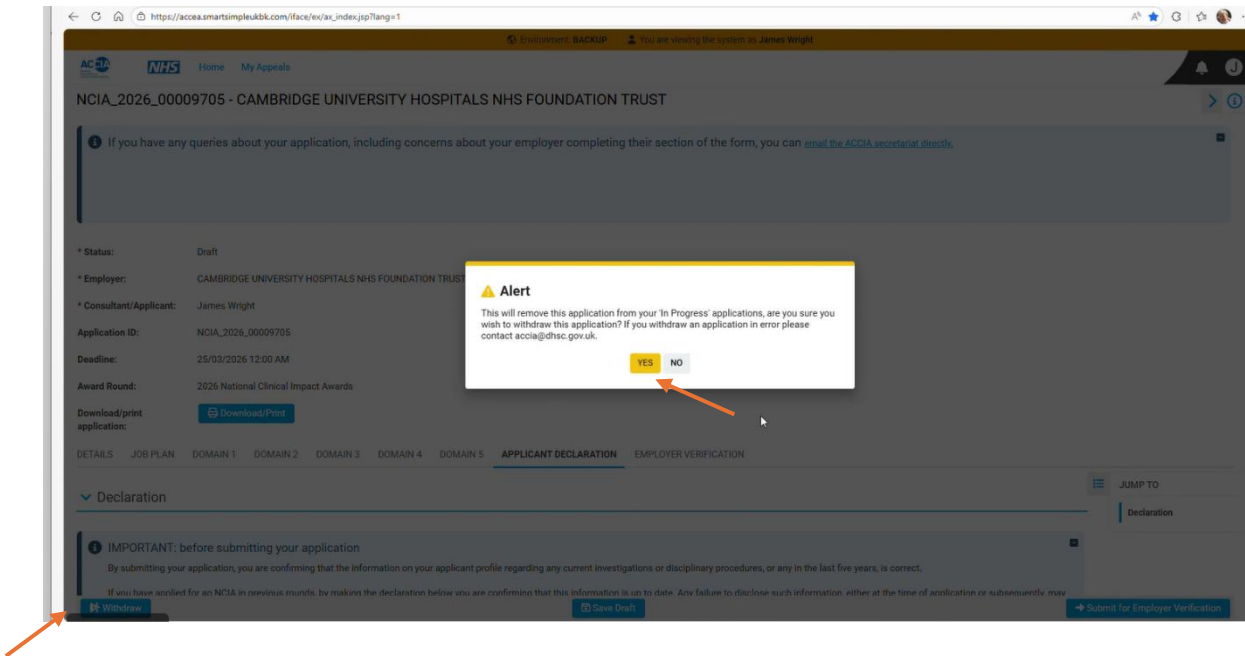 https://accea.smartsimpleukbk.com/iface/ex/ax_index.jsp?lang=1
Environment: BACKUP You are viewing the system as James Wright
ACCIA NHS Home My Appeals J
NCIA_2026_00009705 - CAMBRIDGE UNIVERSITY HOSPITALS NHS FOUNDATION TRUST
If you have any queries about your application, including concerns about your employer completing their section of the form, you can email the ACCIA secretariat directly.
* Status: Draft
* Employer: CAMBRIDGE UNIVERSITY HOSPITALS NHS FOUNDATION TRUST
* Consultant/Applicant: James Wright
Application ID: NCIA_2026_00009705
Deadline: 25/03/2026 12:00 AM
Award Round: 2026 National Clinical Impact Awards
Download/print application: Download/Print
Alert
This will remove this application from your 'In Progress' applications, are you sure you
wish to withdraw this application? If you withdraw an application in error please
contact accia@dhsc.gov.uk.
YES NO
DETAILS JOB PLAN DOMAIN 1 DOMAIN 2 DOMAIN 3 DOMAIN 4 DOMAIN 5 APPLICANT DECLARATION EMPLOYER VERIFICATION
Declaration
JUMP TO
Declaration
IMPORTANT: before submitting your application
By submitting your application, you are confirming that the information on your applicant profile regarding any current investigations or disciplinary procedures, or any in the last five years, is correct.
If you have applied for an NCIA in previous rounds, by making the declaration below you are confirming that this information is up to date. Any failure to disclose such information, either at the time of application or subsequently, may
Withdraw Save Draft Submit for Employer Verification